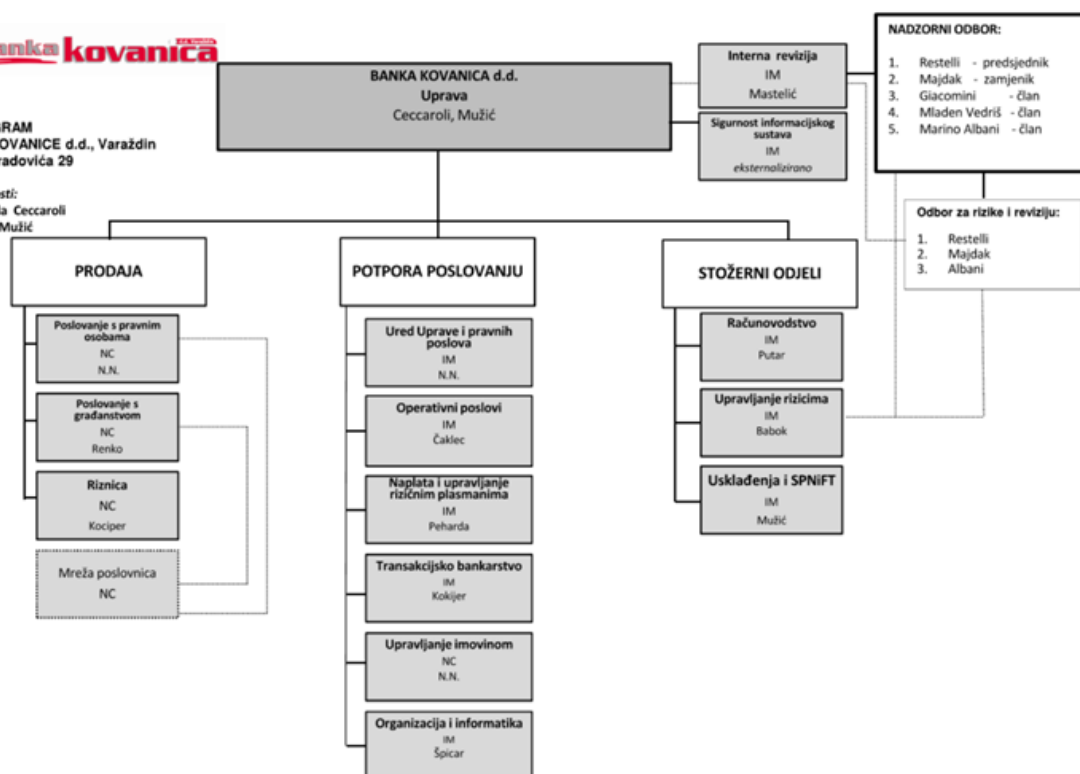 kovanica
BANKA KOVANICA d.d.
Uprava
Ceccaroli, Mužić
Interna revizija
IM
Mastelić
Sigurnost informacijskog
sustava
IM
eksternalizirano
NADZORNI ODBOR:
1. Restelli - predsjednik
2. Majdak - zamjenik
3. Giacomini - član
4. Mladen Vedriš - član
5. Marino Albani - član
Odbor za rizike i reviziju:
1. Restelli
2. Majdak
3. Albani
d.d., Varaždin
29
Ceccaroli
Mužić
PRODAJA
Poslovanje s pravnim
osobama
NC
N.N.
Poslovanje s
građanstvom
NC
Renko
Riznica
NC
Kociper
Mreža poslovnica
NC
POTPORA POSLOVANJU
Ured Uprave i pravnih
poslova
IM
N.N.
Operativni poslovi
IM
Čaklec
Naplata i upravljanje
rizičnim plasmanima
IM
Peharda
Transakcijsko bankarstvo
IM
Kokijer
Upravljanje imovinom
NC
N.N.
Organizacija i informatika
IM
Špicar
STOŽERNI ODJELI
Računovodstvo
IM
Putar
Upravljanje rizicima
IM
Babok
Usklađenja i SPNiFT
IM
Mužić